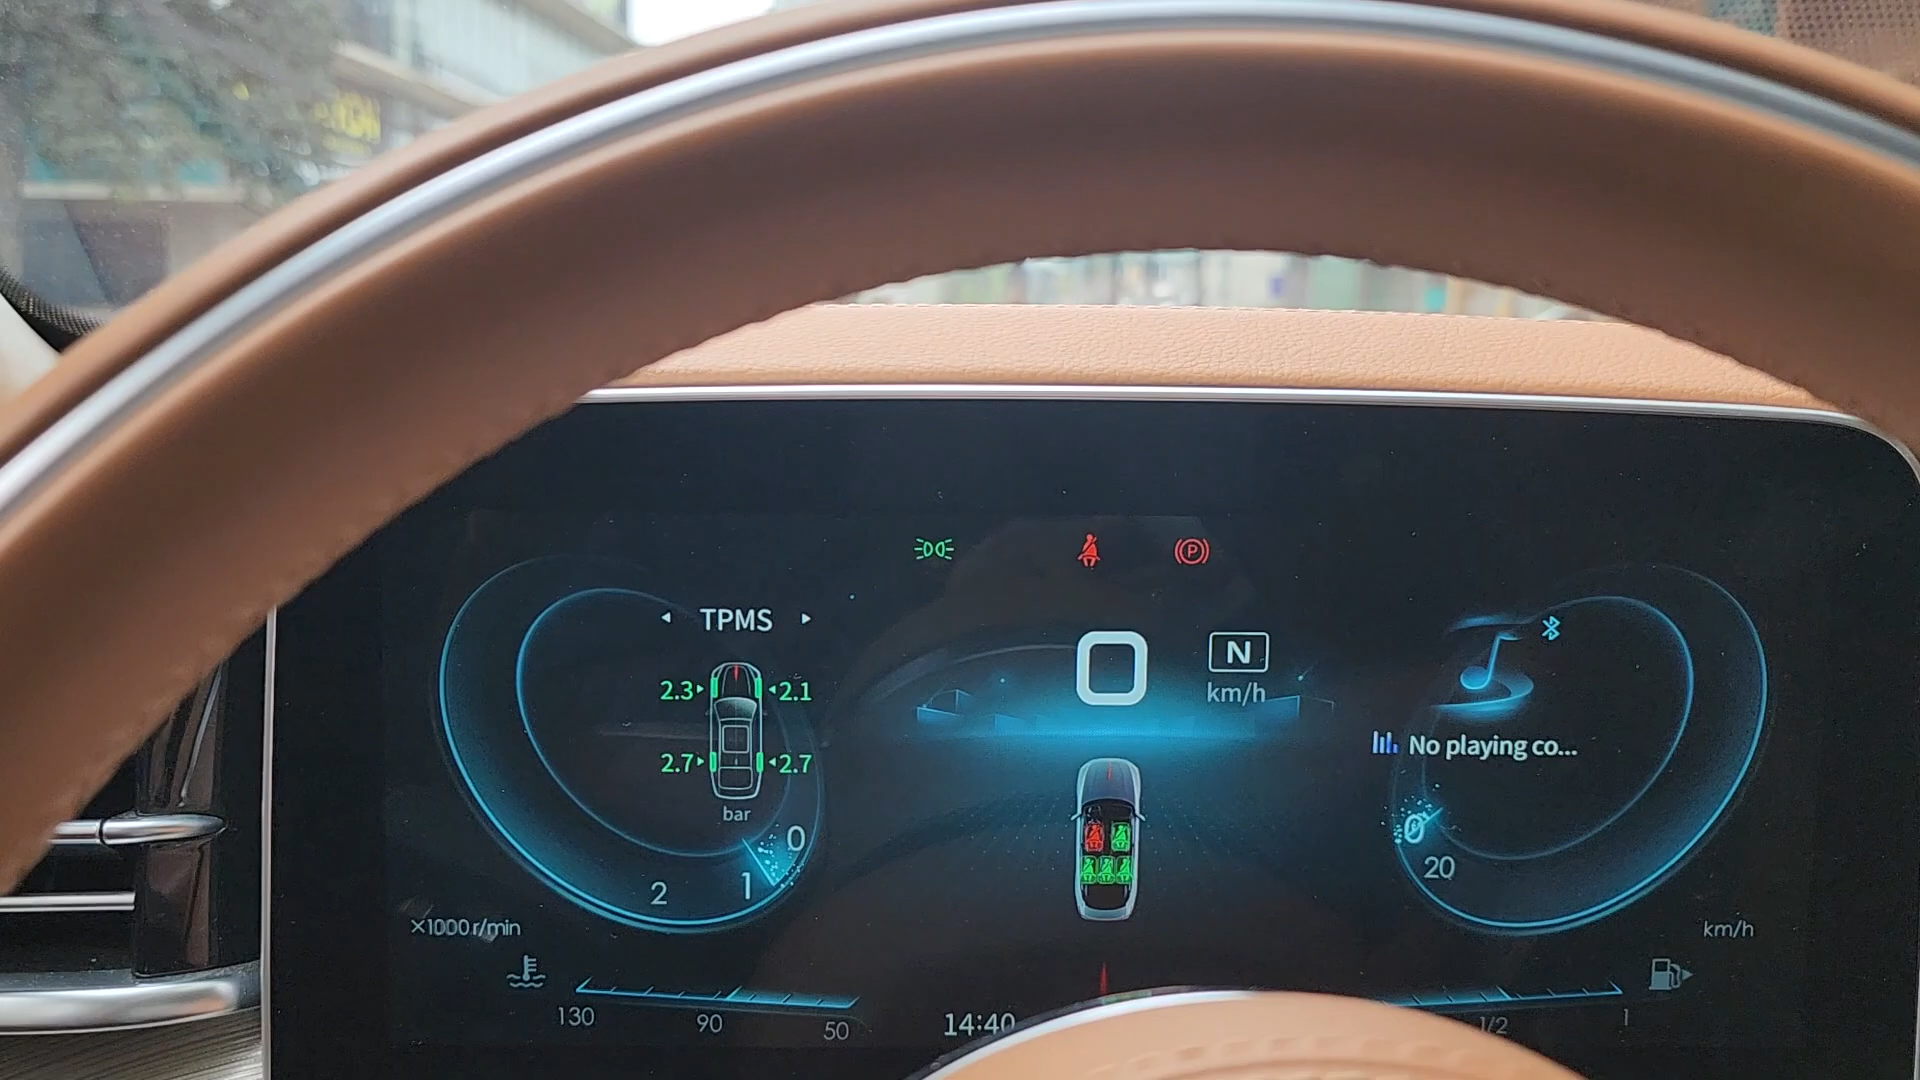 TPMS
2.3 2.1
2.7 2.7
bar
0
1
2
×1000 r/min
130 90 50
14:40
0
N
km/h
No playing co...
0
20
km/h
1/2 1
P